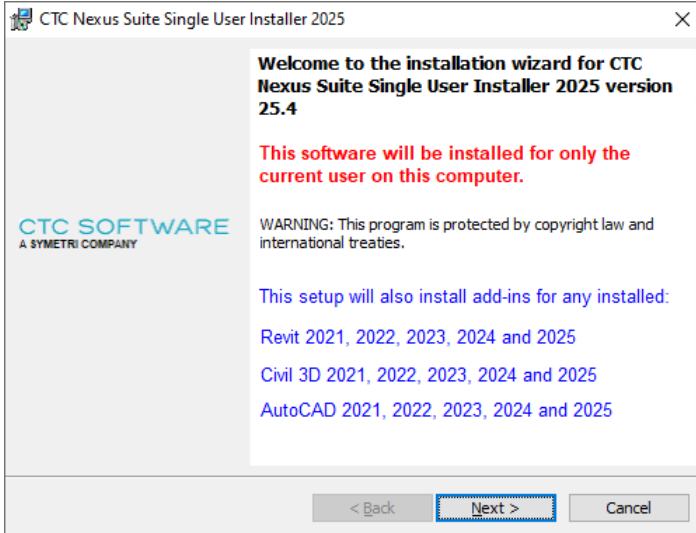 CTC Nexus Suite Single User Installer 2025
Welcome to the installation wizard for CTC
Nexus Suite Single User Installer 2025 version
25.4
This software will be installed for only the
current user on this computer.
CTC SOFTWARE
A SYMETRI COMPANY
WARNING: This program is protected by copyright law and
international treaties.
This setup will also install add-ins for any installed:
Revit 2021, 2022, 2023, 2024 and 2025
Civil 3D 2021, 2022, 2023, 2024 and 2025
AutoCAD 2021, 2022, 2023, 2024 and 2025
< Back
Next >
Cancel